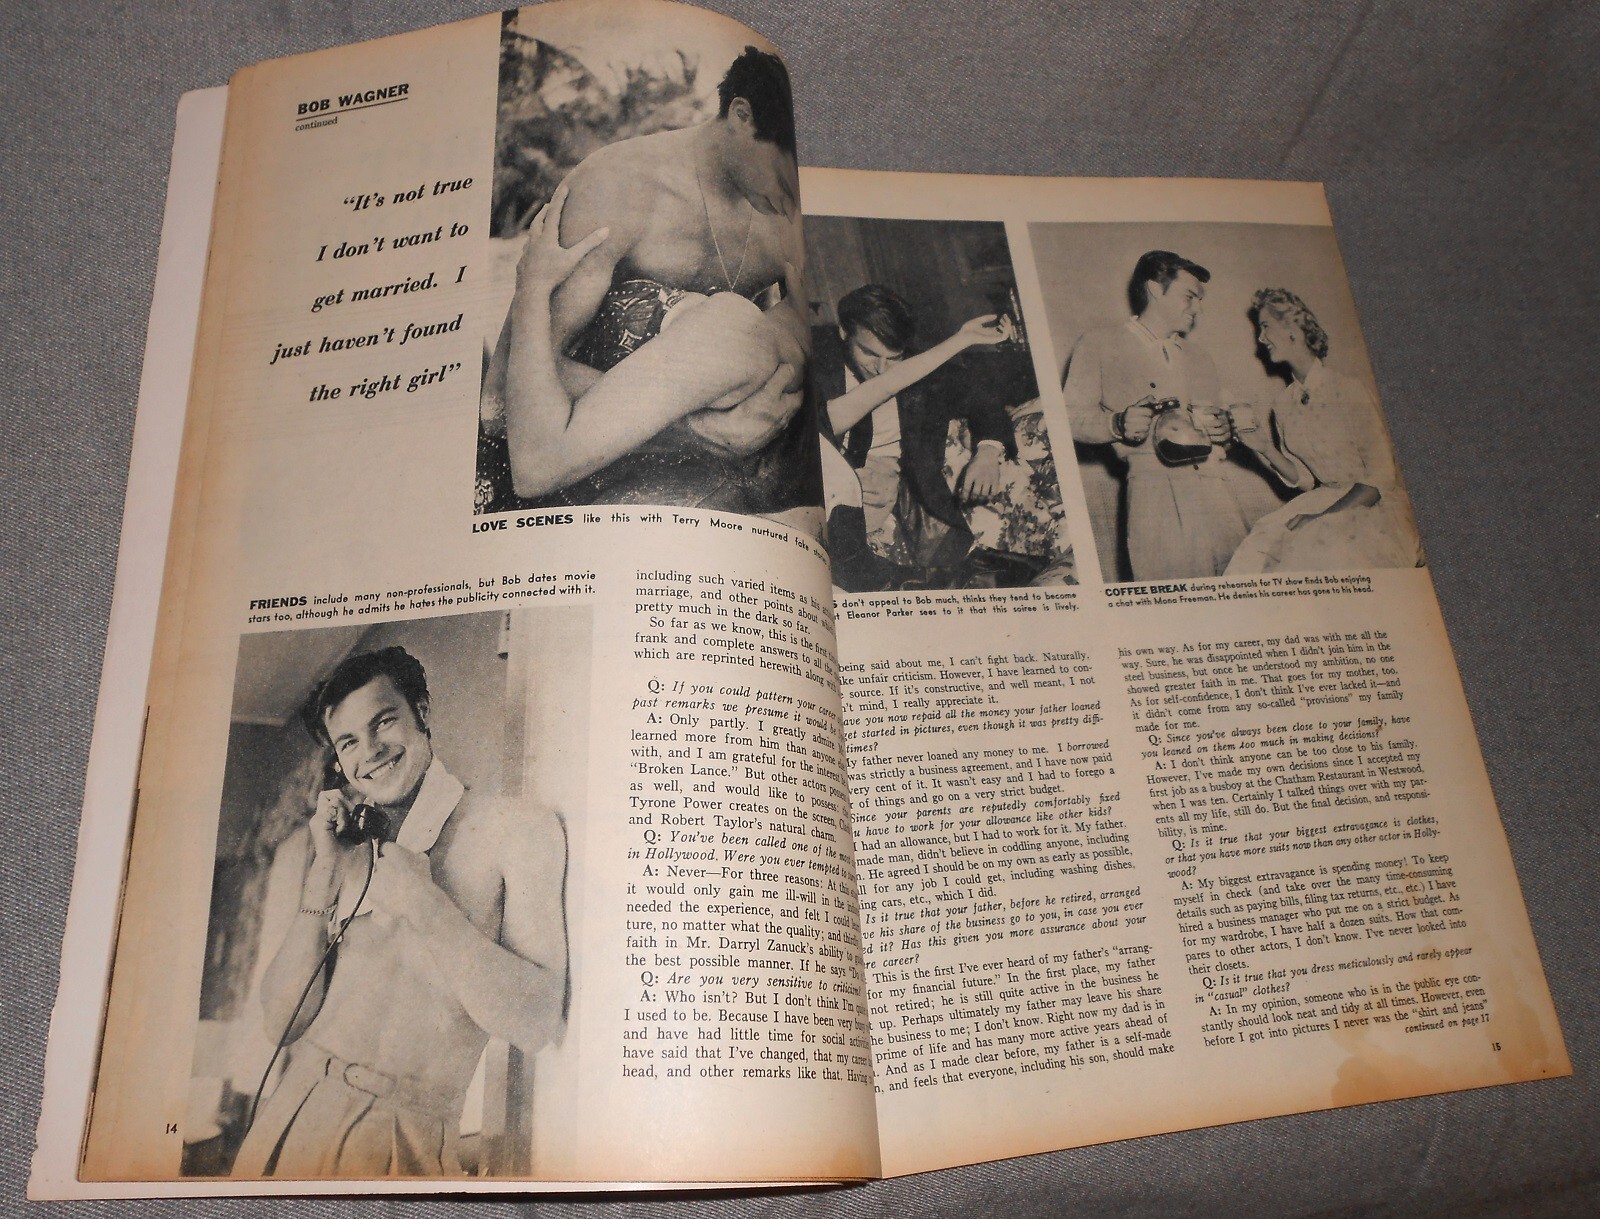 BOB WAGNER
continued
“It's not true
I don't want to
get married. I
just haven't found
the right girl”
LOVE SCENES like this with Terry Moore nurtured fake
FRIENDS include many non-professionals, but Bob dates movie
stars too, although he admits he hates the publicity connected with it.
including such varied items as his
marriage, and other points about
pretty much in the dark so far.
So far as we know, this is the first
frank and complete answers to all the
which are reprinted herewith along with
Q: If you could pattern your career
past remarks we presume it would be
A: Only partly. I greatly admire
learned more from him than anyone
with, and I am grateful for the interest
“Broken Lance.” But other actors possess
as well, and would like to possess:
Tyrone Power creates on the screen,
and Robert Taylor's natural charm.
Q: You've been called one of the most
in Hollywood. Were you ever tempted to
A: Never—For three reasons: At this
it would only gain me ill-will in the
needed the experience, and felt I could
ture, no matter what the quality; and
faith in Mr. Darryl Zanuck's ability to
the best possible manner. If he says
Q: Are you very sensitive to criticism?
A: Who isn't? But I don't think I'm
I used to be. Because I have been very
and have had little time for social
have said that I've changed, that my career
head, and other remarks like that. Having
14
don't appeal to Bob much, thinks they tend to become
Eleanor Parker sees to it that this soiree is lively.
COFFEE BREAK during rehearsals for TV show finds Bob enjoying
a chat with Mona Freeman. He denies his career has gone to his head.
being said about me, I can't fight back. Naturally,
unfair criticism. However, I have learned to con-
source. If it's constructive, and well meant, I not
mind, I really appreciate it.
you now repaid all the money your father loaned
get started in pictures, even though it was pretty diffi-
times?
father never loaned any money to me. I borrowed
was strictly a business agreement, and I have now paid
cent of it. It wasn't easy and I had to forego a
of things and go on a very strict budget.
Since your parents are reputedly comfortably fixed
have to work for your allowance like other kids?
I had an allowance, but I had to work for it. My father,
made man, didn't believe in coddling anyone, including
He agreed I should be on my own as early as possible,
for any job I could get, including washing dishes,
cars, etc., which I did.
Is it true that your father, before he retired, arranged
his share of the business go to you, in case you ever
it? Has this given you more assurance about your
career?
This is the first I've ever heard of my father's “arrang-
for my financial future.” In the first place, my father
not retired; he is still quite active in the business he
up. Perhaps ultimately my father may leave his share
business to me; I don't know. Right now my dad is in
prime of life and has many more active years ahead of
And as I made clear before, my father is a self-made
and feels that everyone, including his son, should make
his own way. As for my career, my dad was with me all the
way. Sure, he was disappointed when I didn't join him in the
steel business, but once he understood my ambition, no one
showed greater faith in me. That goes for my mother, too.
As for self-confidence, I don't think I've ever lacked it—and
it didn't come from any so-called “provisions” my family
made for me.
Q: Since you've always been close to your family, have
you leaned on them too much in making decisions?
A: I don't think anyone can be too close to his family.
However, I've made my own decisions since I accepted my
first job as a busboy at the Chatham Restaurant in Westwood,
when I was ten. Certainly I talked things over with my par-
ents all my life, still do. But the final decision, and responsi-
bility, is mine.
Q: Is it true that your biggest extravagance is clothes,
or that you have more suits now than any other actor in Holly-
wood?
A: My biggest extravagance is spending money! To keep
myself in check (and take over the many time-consuming
details such as paying bills, filing tax returns, etc., etc.) I have
hired a business manager who put me on a strict budget. As
for my wardrobe, I have half a dozen suits. How that com-
pares to other actors, I don't know. I've never looked into
their closets.
Q: Is it true that you dress meticulously and rarely appear
in “casual” clothes?
A: In my opinion, someone who is in the public eye con-
stantly should look neat and tidy at all times. However, even
before I got into pictures I never was the “shirt and jeans”
continued on page 17
15